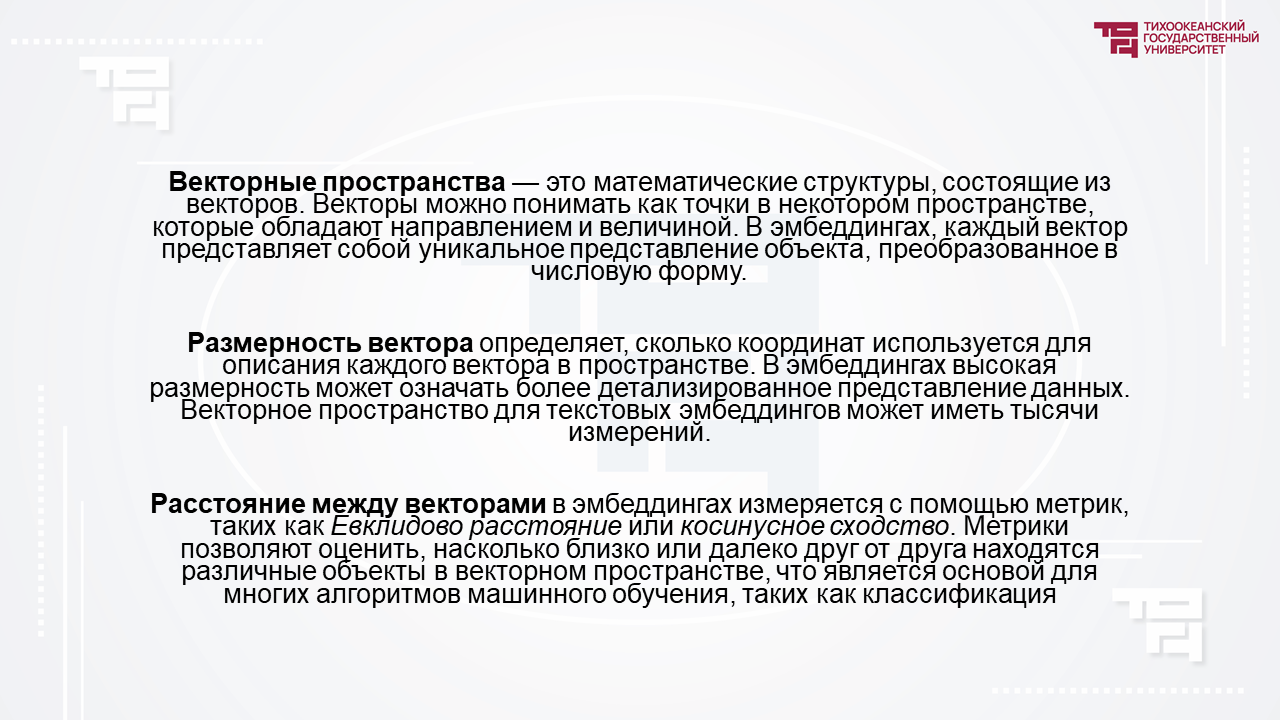 ТИХООКЕАНСКИЙ
ГОСУДАРСТВЕННЫЙ
УНИВЕРСИТЕТ
Векторные пространства — это математические структуры, состоящие из
векторов. Векторы можно понимать как точки в некотором пространстве,
которые обладают направлением и величиной. В эмбеддингах, каждый вектор
представляет собой уникальное представление объекта, преобразованное в
числовую форму.
Размерность вектора определяет, сколько координат используется для
описания каждого вектора в пространстве. В эмбеддингах высокая
размерность может означать более детализированное представление данных.
Векторное пространство для текстовых эмбеддингов может иметь тысячи
измерений.
Расстояние между векторами в эмбеддингах измеряется с помощью метрик,
таких как Евклидово расстояние или косинусное сходство. Метрики
позволяют оценить, насколько близко или далеко друг от друга находятся
различные объекты в векторном пространстве, что является основой для
многих алгоритмов машинного обучения, таких как классификация